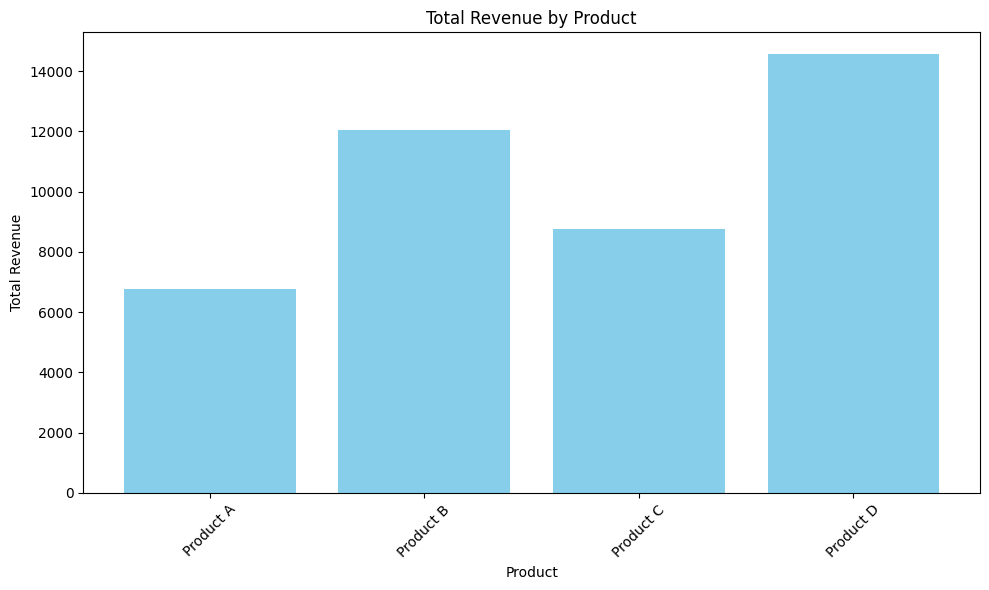 Total Revenue by Product
Total Revenue
14000
12000
10000
8000
6000
4000
2000
0
Product A
Product B
Product C
Product D
Product